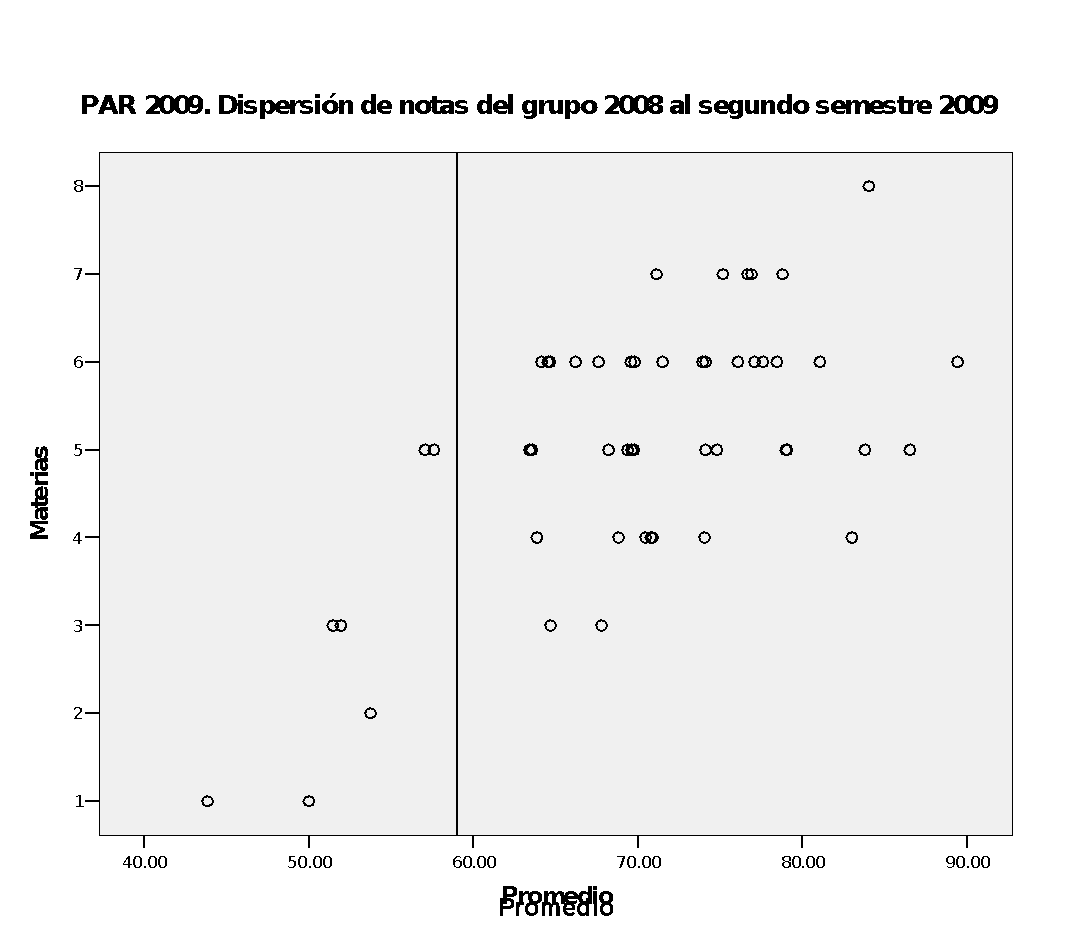 PAR 2009. Dispersión de notas del grupo 2008 al segundo semestre 2009
8
7
6
5
4
3
2
1
Materias
40.00 50.00 60.00 70.00 80.00 90.00
Promedio
Promedio